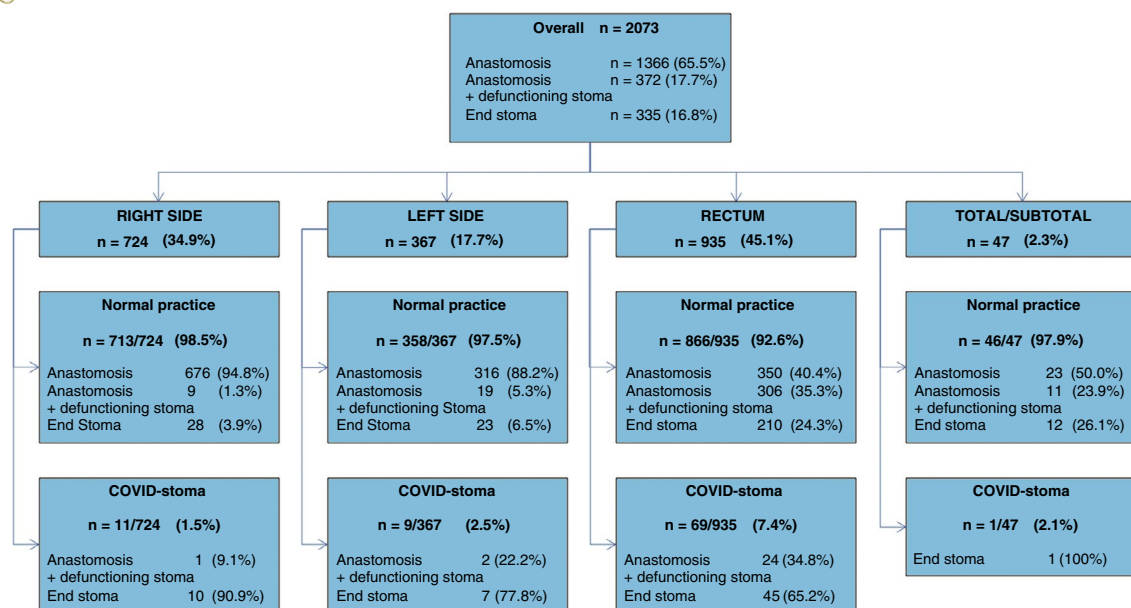 Overall n = 2073
Anastomosis n = 1366 (65.5%)
Anastomosis n = 372 (17.7%)
+ defunctioning stoma
End stoma n = 335 (16.8%)
RIGHT SIDE
n = 724 (34.9%)
LEFT SIDE
n = 367 (17.7%)
RECTUM
n = 935 (45.1%)
TOTAL/SUBTOTAL
n = 47 (2.3%)
Normal practice
n = 713/724 (98.5%)
Anastomosis 676 (94.8%)
Anastomosis 9 (1.3%)
+ defunctioning stoma
End Stoma 28 (3.9%)
Normal practice
n = 358/367 (97.5%)
Anastomosis 316 (88.2%)
Anastomosis 19 (5.3%)
+ defunctioning Stoma
End Stoma 23 (6.5%)
Normal practice
n = 866/935 (92.6%)
Anastomosis 350 (40.4%)
Anastomosis 306 (35.3%)
+ defunctioning stoma
End stoma 210 (24.3%)
Normal practice
n = 46/47 (97.9%)
Anastomosis 23 (50.0%)
Anastomosis 11 (23.9%)
+ defunctioning stoma
End stoma 12 (26.1%)
COVID-stoma
n = 11/724 (1.5%)
Anastomosis 1 (9.1%)
+ defunctioning stoma
End stoma 10 (90.9%)
COVID-stoma
n = 9/367 (2.5%)
Anastomosis 2 (22.2%)
+ defunctioning stoma
End stoma 7 (77.8%)
COVID-stoma
n = 69/935 (7.4%)
Anastomosis 24 (34.8%)
+ defunctioning stoma
End stoma 45 (65.2%)
COVID-stoma
n = 1/47 (2.1%)
End stoma 1 (100%)